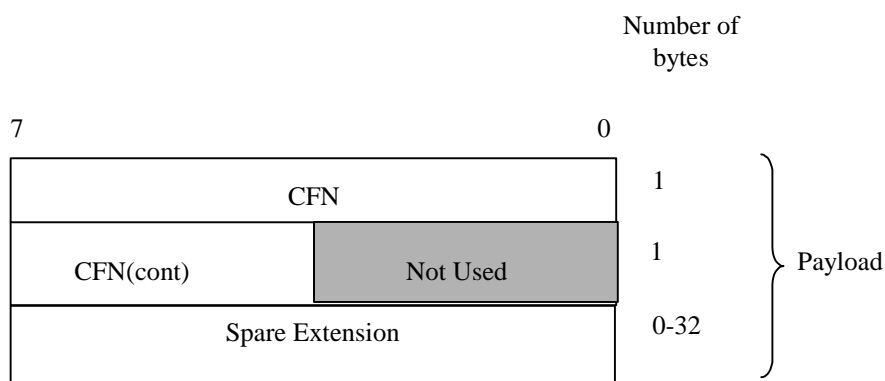 Number of
bytes
7
0
CFN
1
CFN(cont)
Not Used
1
Payload
Spare Extension
0-32